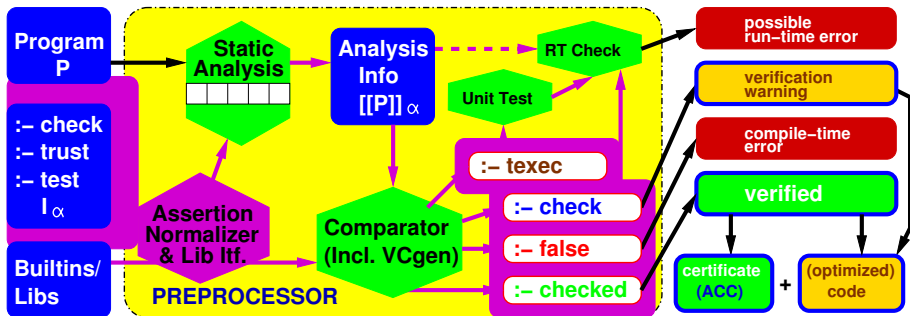 Program
P
:– check
:– trust
:– test
I α
Builtins/
Libs
Static
Analysis
Assertion
Normalizer
& Lib Itf.
PREPROCESSOR
Analysis
Info
[[P]] α
Comparator
(Incl. VCgen)
RT Check
Unit Test
:– texec
:– check
:– false
:– checked
possible
run–time error
verification
warning
compile–time
error
verified
certificate
(ACC)
+
(optimized)
code